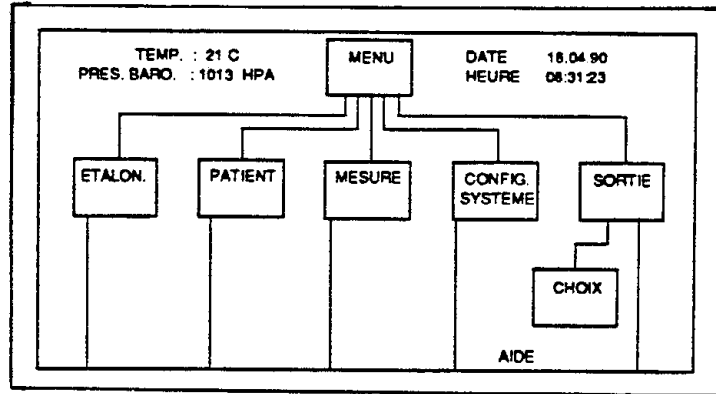 TEMP. : 21 C
PRES. BARO. : 1013 HPA
MENU
DATE 18.04.90
HEURE 08:31:23
ETALON.
PATIENT
MESURE
CONFIG.
SYSTEME
SORTIE
CHOIX
AIDE